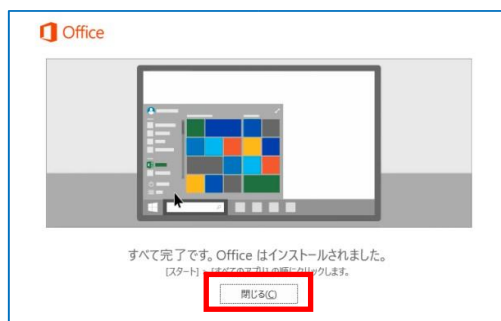 Office
すべて完了です。Office はインストールされました。
[スタート] > [すべてのアプリ] の順にクリックします。
閉じる(C)